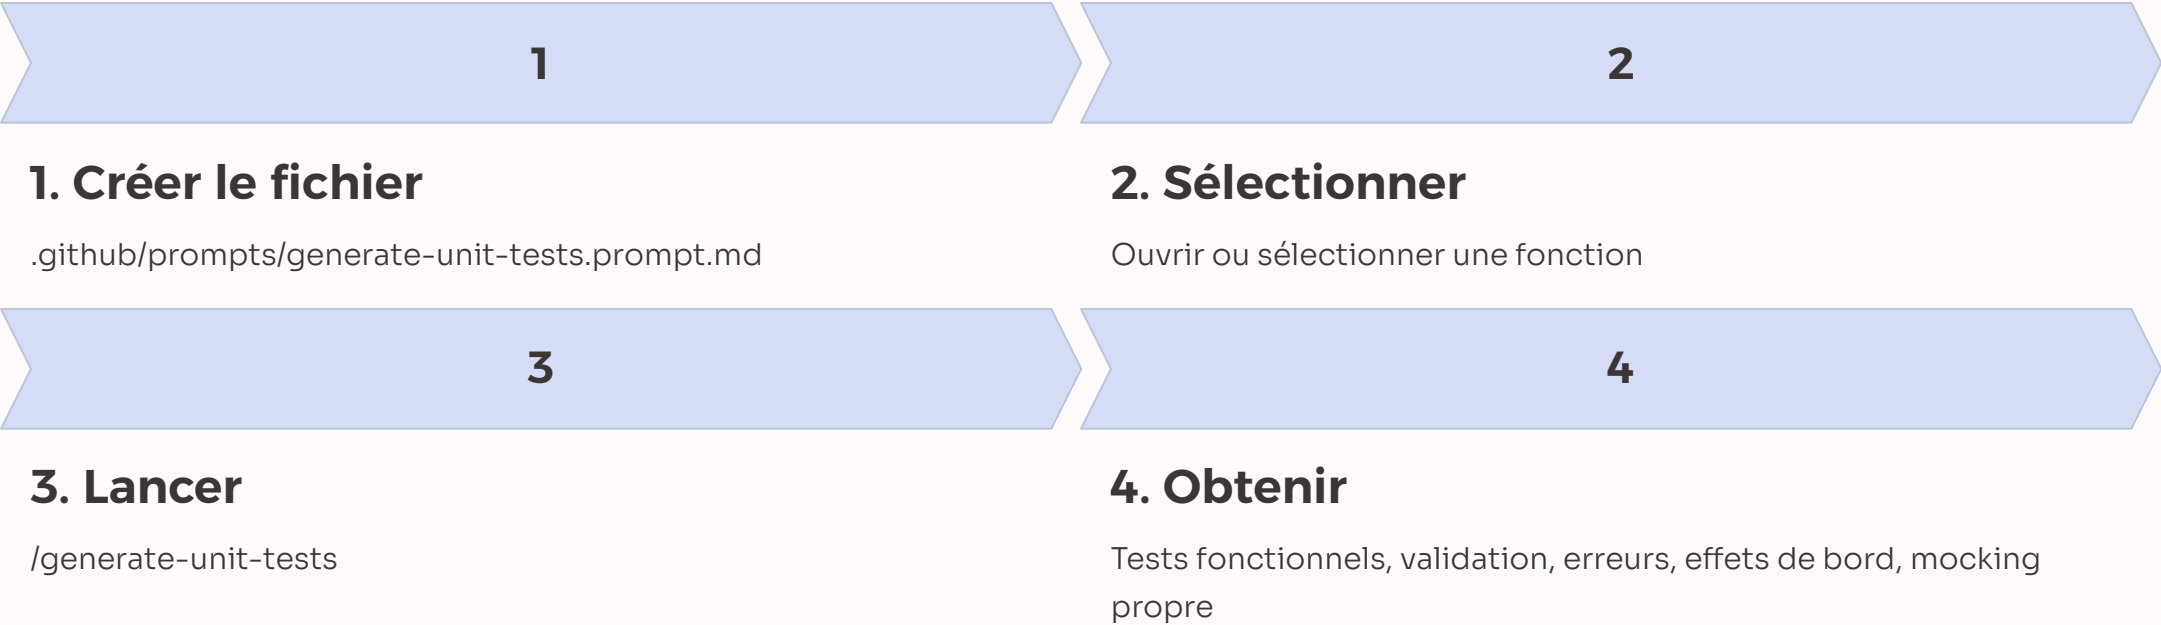 1
2
1. Créer le fichier
.github/prompts/generate-unit-tests.prompt.md
2. Sélectionner
Ouvrir ou sélectionner une fonction
3
4
3. Lancer
/generate-unit-tests
4. Obtenir
Tests fonctionnels, validation, erreurs, effets de bord, mocking
propre